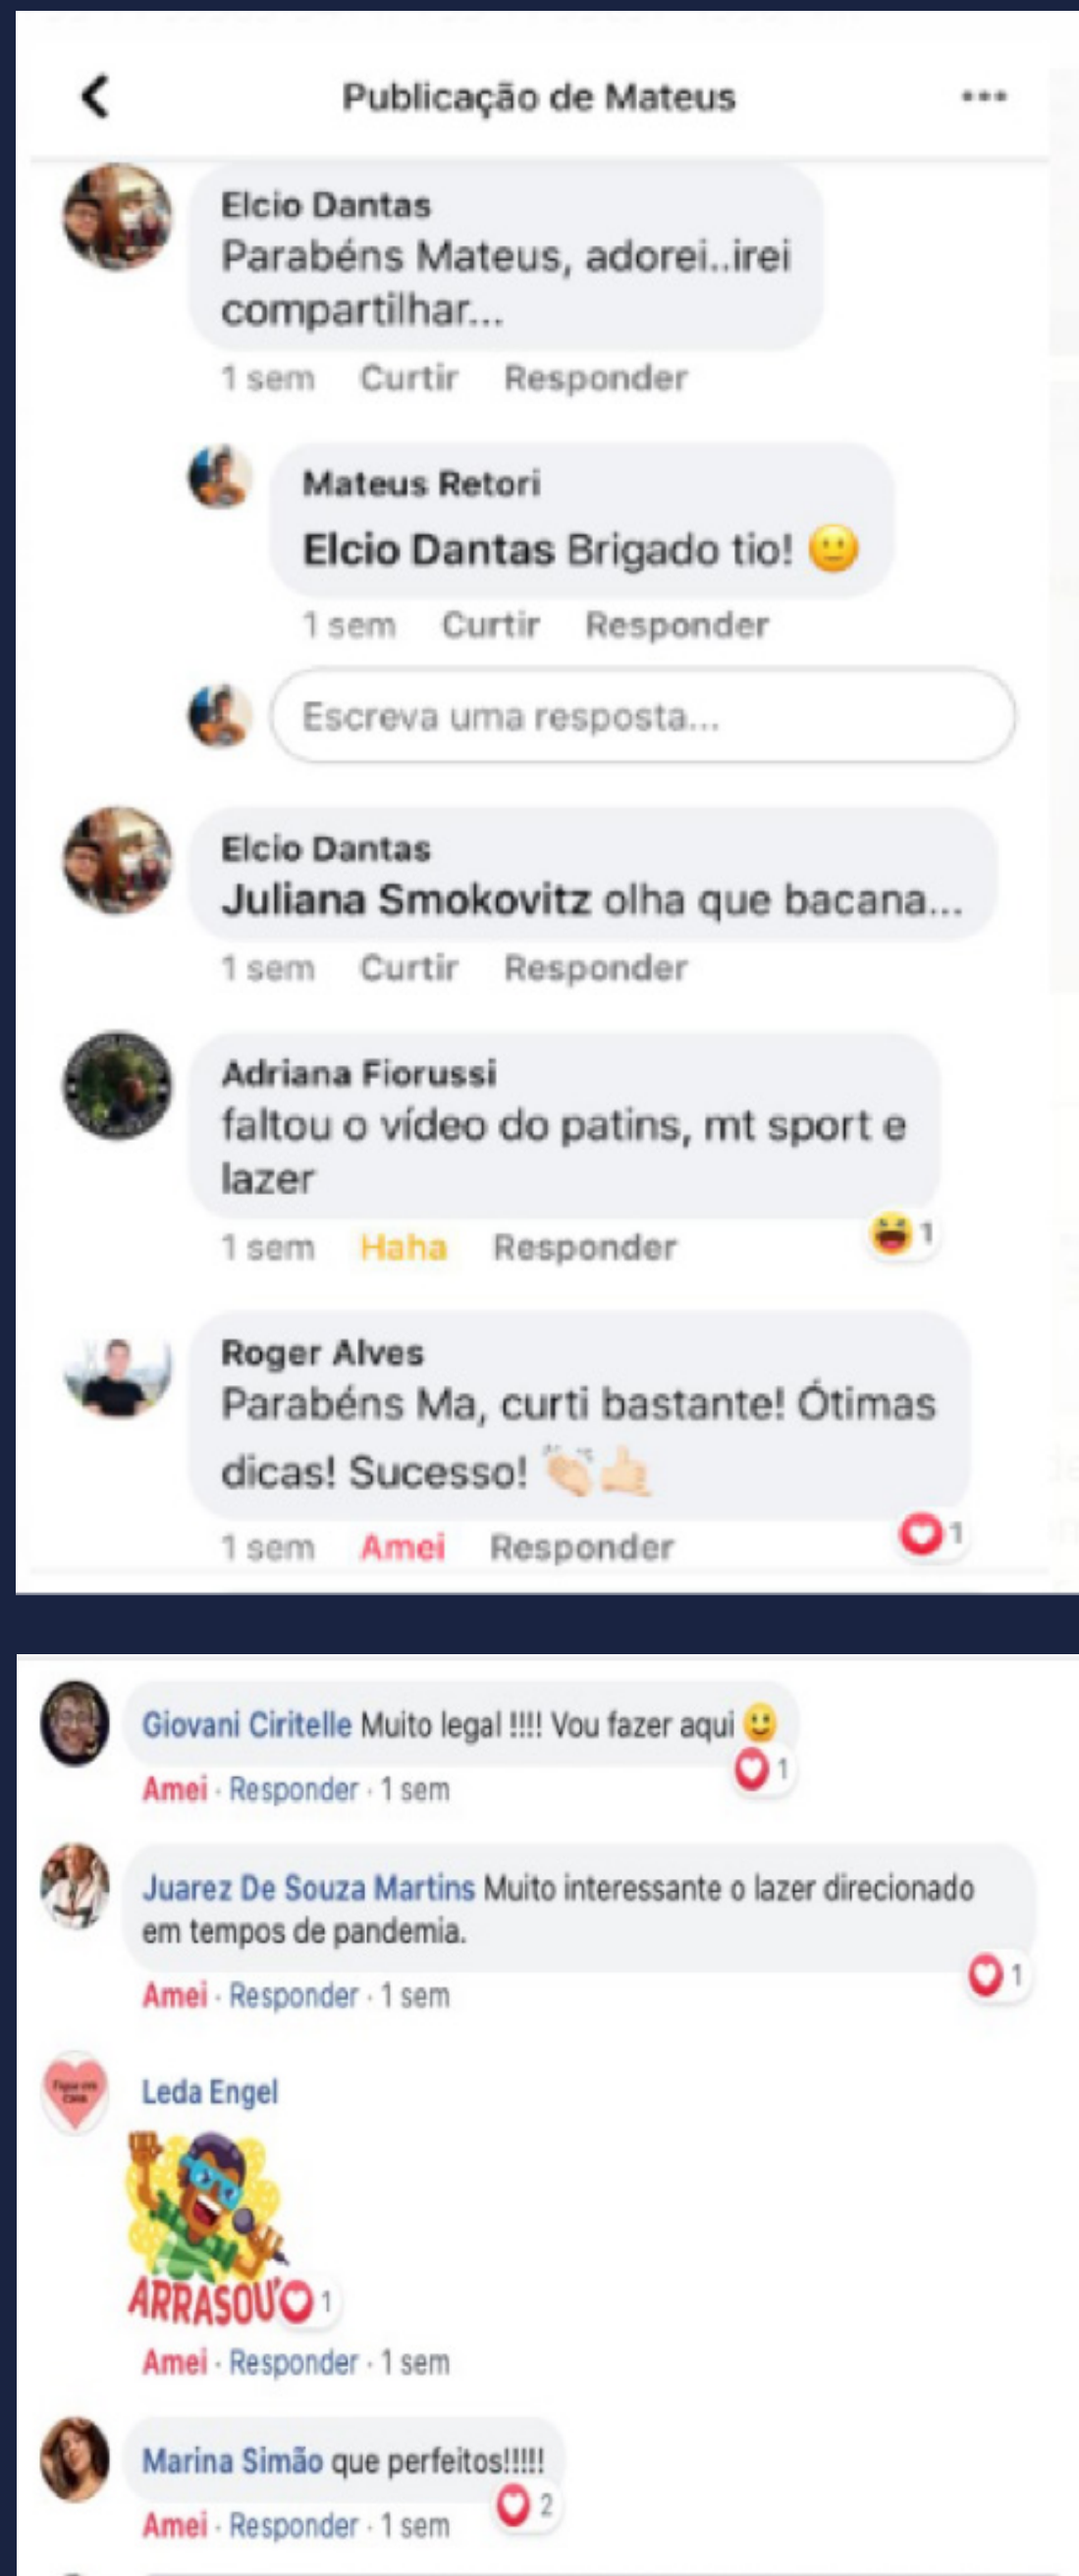 Publicação de Mateus
Elcio Dantas
Parabéns Mateus, adorei..irei
compartilhar...
1 sem Curtir Responder
Mateus Retori
Elcio Dantas Brigado tio! 🙂
1 sem Curtir Responder
Escreva uma resposta...
Elcio Dantas
Juliana Smokovitz olha que bacana...
1 sem Curtir Responder
Adriana Fiorussi
faltou o vídeo do patins, mt sport e
lazer
1 sem Haha Responder 1
Roger Alves
Parabéns Ma, curti bastante! Ótimas
dicas! Sucesso! 👏🏻🤙🏻
1 sem Amei Responder 1
Giovani Ciritelle Muito legal !!!! Vou fazer aqui 🙂
1
Amei · Responder · 1 sem
Juarez De Souza Martins Muito interessante o lazer direcionado
em tempos de pandemia.
1
Amei · Responder · 1 sem
Leda Engel
ARRASOU 1
Amei · Responder · 1 sem
Marina Simão que perfeitos!!!!!
2
Amei · Responder · 1 sem